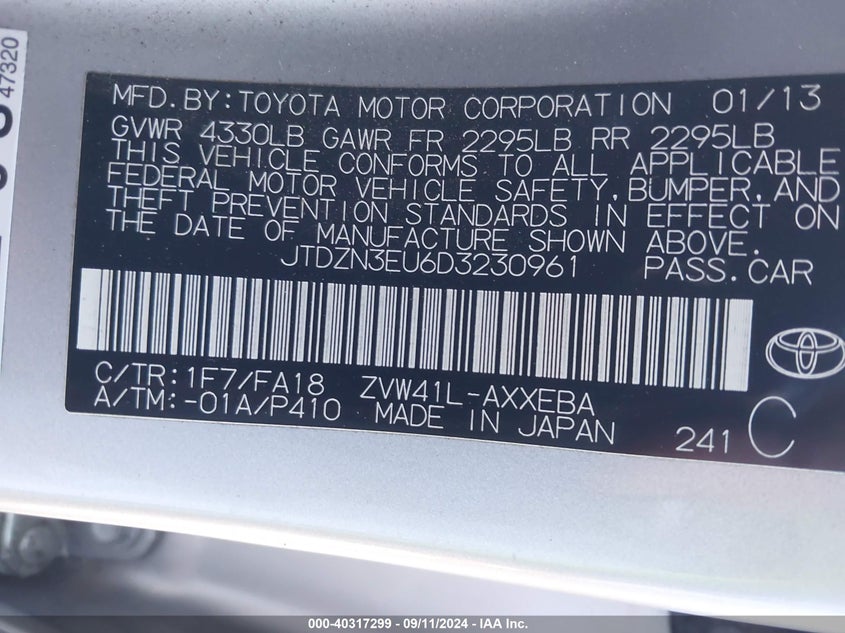 47320
MFD.BY:TOYOTA MOTOR CORPORATION 01/13
GVWR 4330LB GAWR FR 2295LB RR 2295LB
THIS VEHICLE CONFORMS TO ALL APPLICABLE
FEDERAL MOTOR VEHICLE SAFETY,BUMPER,AND
THEFT PREVENTION STANDARDS IN EFFECT ON
THE DATE OF MANUFACTURE SHOWN ABOVE.
JTDZN3EU6D3230961 PASS.CAR
C/TR:1F7/FA18 ZVW41L-AXXEBA
A/TM:-01A/P410 MADE IN JAPAN
241 C
000-40317299 - 09/11/2024 - IAA Inc.